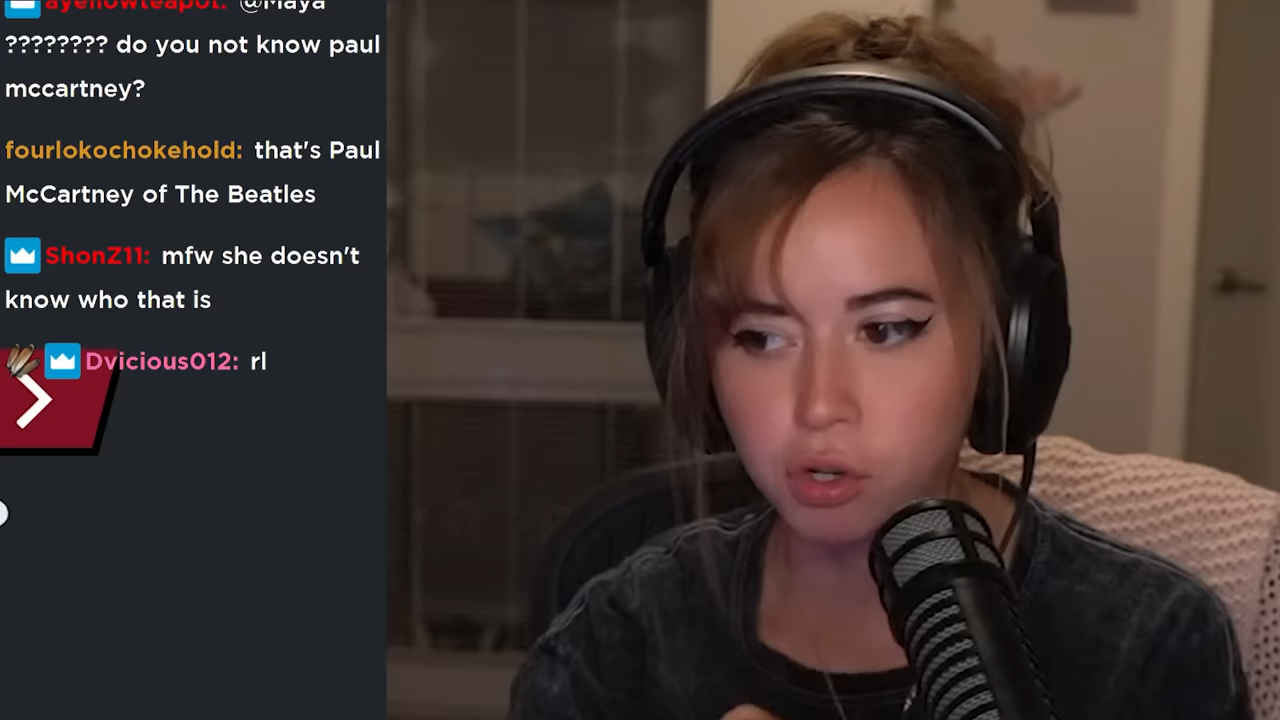 ayellowteapot: @Maya
???????? do you not know paul
mccartney?
fourlokochokehold: that's Paul
McCartney of The Beatles
ShonZ11: mfw she doesn't
know who that is
Dvicious012: rl